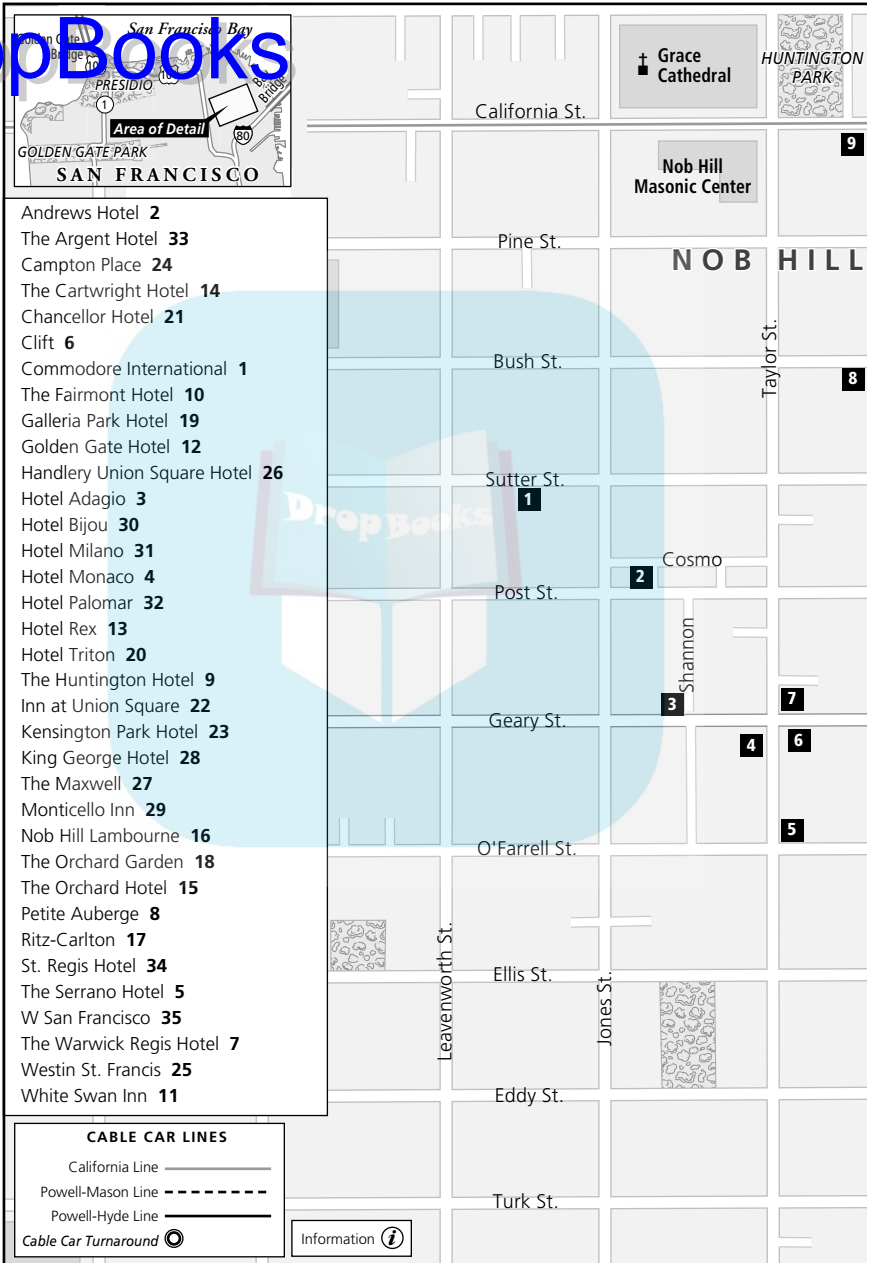 pBooks
San Francisco Bay
Golden Gate
Bridge
PRESIDIO
101
1
Bay
Bridge
Area of Detail
80
GOLDEN GATE PARK
SAN FRANCISCO
Grace
Cathedral
HUNTINGTON
PARK
California St.
9
Nob Hill
Masonic Center
Pine St.
NOB HILL
Taylor St.
Bush St.
8
Sutter St.
1
DropBooks
Cosmo
2
Post St.
Shannon
3
7
Geary St.
4
6
5
O'Farrell St.
Leavenworth St.
Jones St.
Ellis St.
Eddy St.
Turk St.
Andrews Hotel 2
The Argent Hotel 33
Campton Place 24
The Cartwright Hotel 14
Chancellor Hotel 21
Clift 6
Commodore International 1
The Fairmont Hotel 10
Galleria Park Hotel 19
Golden Gate Hotel 12
Handlery Union Square Hotel 26
Hotel Adagio 3
Hotel Bijou 30
Hotel Milano 31
Hotel Monaco 4
Hotel Palomar 32
Hotel Rex 13
Hotel Triton 20
The Huntington Hotel 9
Inn at Union Square 22
Kensington Park Hotel 23
King George Hotel 28
The Maxwell 27
Monticello Inn 29
Nob Hill Lambourne 16
The Orchard Garden 18
The Orchard Hotel 15
Petite Auberge 8
Ritz-Carlton 17
St. Regis Hotel 34
The Serrano Hotel 5
W San Francisco 35
The Warwick Regis Hotel 7
Westin St. Francis 25
White Swan Inn 11
CABLE CAR LINES
California Line
Powell-Mason Line
Powell-Hyde Line
Cable Car Turnaround
Information i